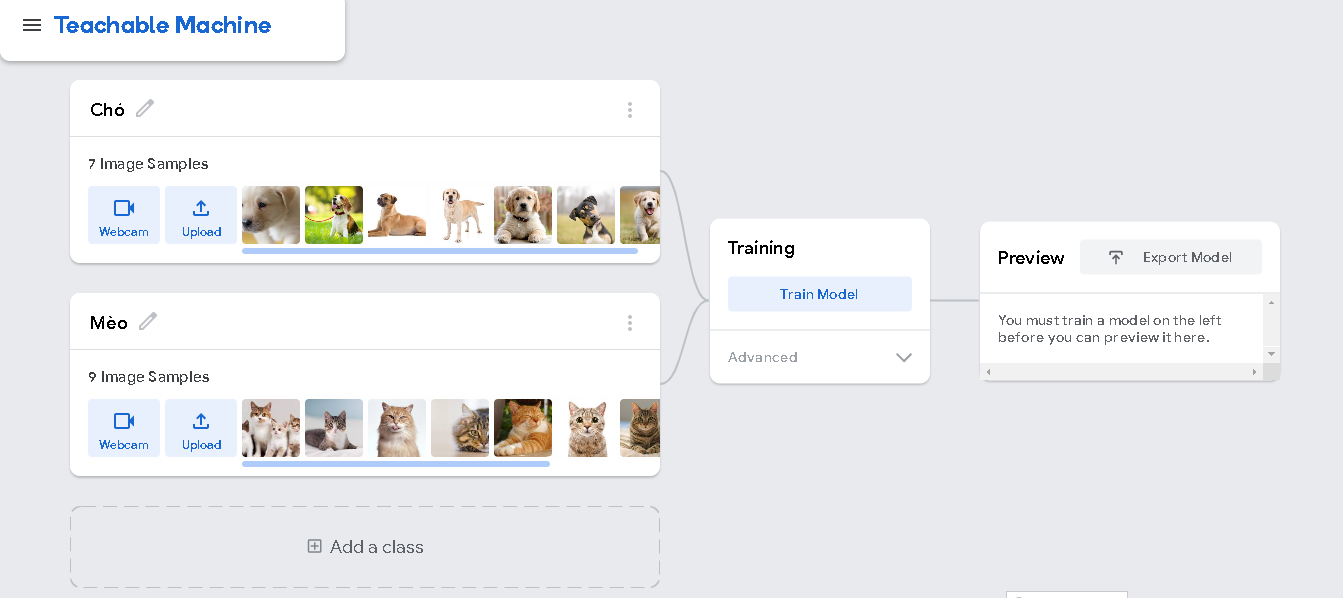 Teachable Machine
Chó
7 Image Samples
Webcam
Upload
Mèo
9 Image Samples
Webcam
Upload
Add a class
Training
Train Model
Advanced
Preview
Export Model
You must train a model on the left
before you can preview it here.